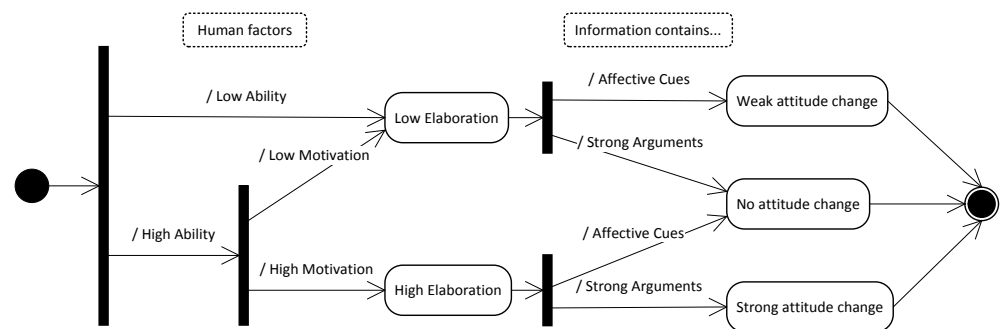 Human factors
Information contains...
/ Low Ability
/ Affective Cues
Low Elaboration
Weak attitude change
/ Low Motivation
/ Strong Arguments
No attitude change
/ High Ability
/ Affective Cues
/ High Motivation
High Elaboration
/ Strong Arguments
Strong attitude change